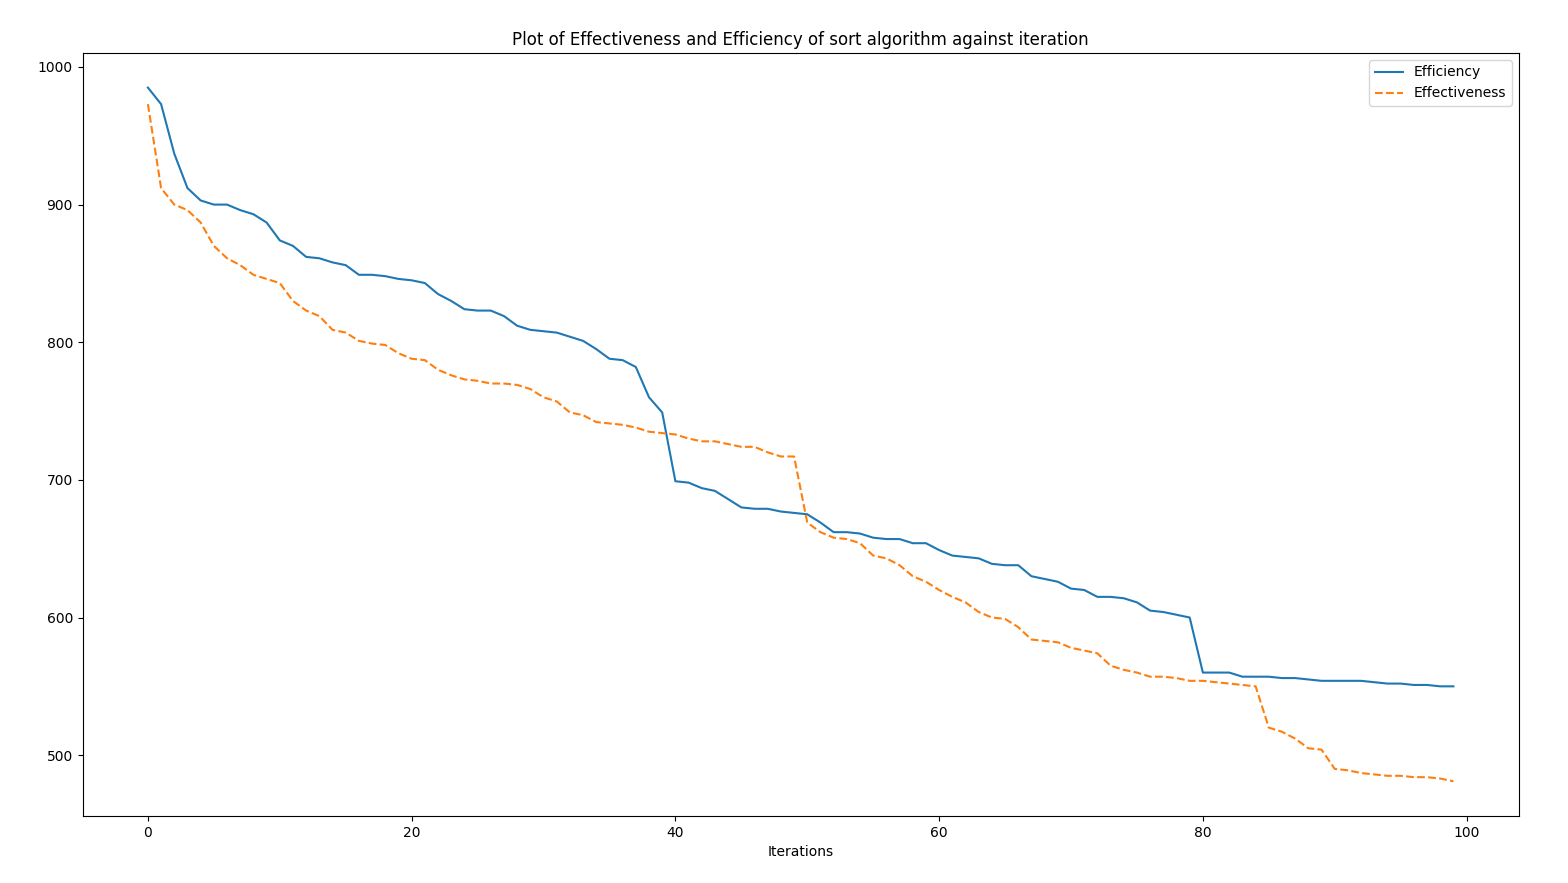 Plot of Effectiveness and Efficiency of sort algorithm against iteration
Efficiency
Effectiveness
1000
900
800
700
600
500
0 20 40 60 80 100
Iterations